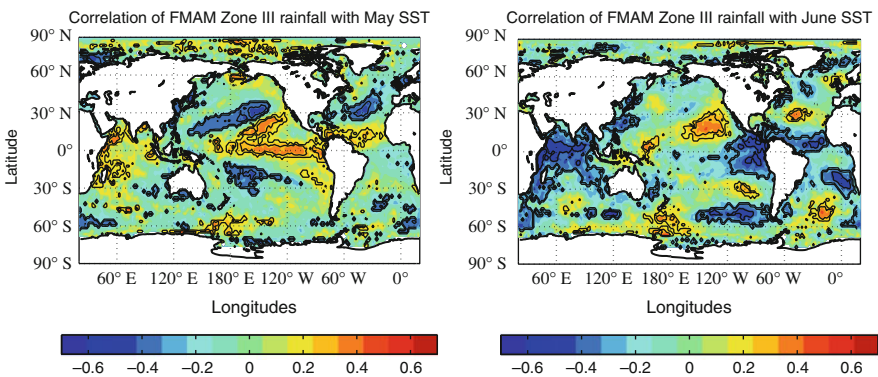 Correlation of FMAM Zone III rainfall with May SST
90° N
60° N
30° N
0°
30° S
60° S
90° S
Latitude
60° E 120° E 180° E 120° W 60° W 0°
Longitudes
−0.6 −0.4 −0.2 0 0.2 0.4 0.6
Correlation of FMAM Zone III rainfall with June SST
90° N
60° N
30° N
0°
30° S
60° S
90° S
Latitude
60° E 120° E 180° E 120° W 60° W 0°
Longitudes
−0.6 −0.4 −0.2 0 0.2 0.4 0.6